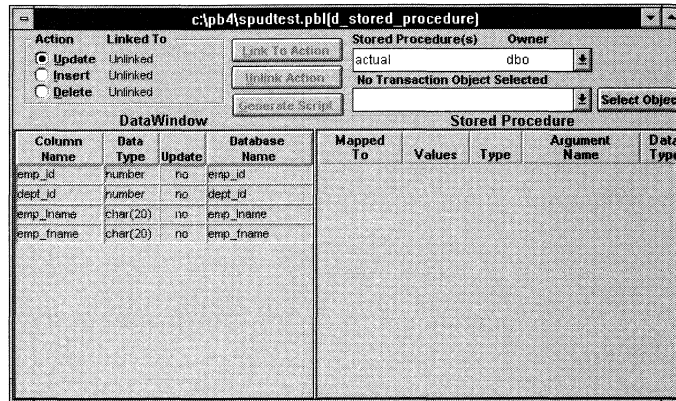 c:\pb4\spudtest.pbl(d_stored_procedure)
Action Linked To
Update Unlinked
Insert Unlinked
Delete Unlinked
Link To Action
Unlink Action
Generate Script
Stored Procedure(s) Owner
actual dbo
No Transaction Object Selected
Select Objec
DataWindow
Stored Procedure
Column Name Data Type Update Database Name
Mapped To Values Type Argument Name Data Type
emp_id number no emp_id
dept_id number no dept_id
emp_lname char(20) no emp_lname
emp_fname char(20) no emp_fname